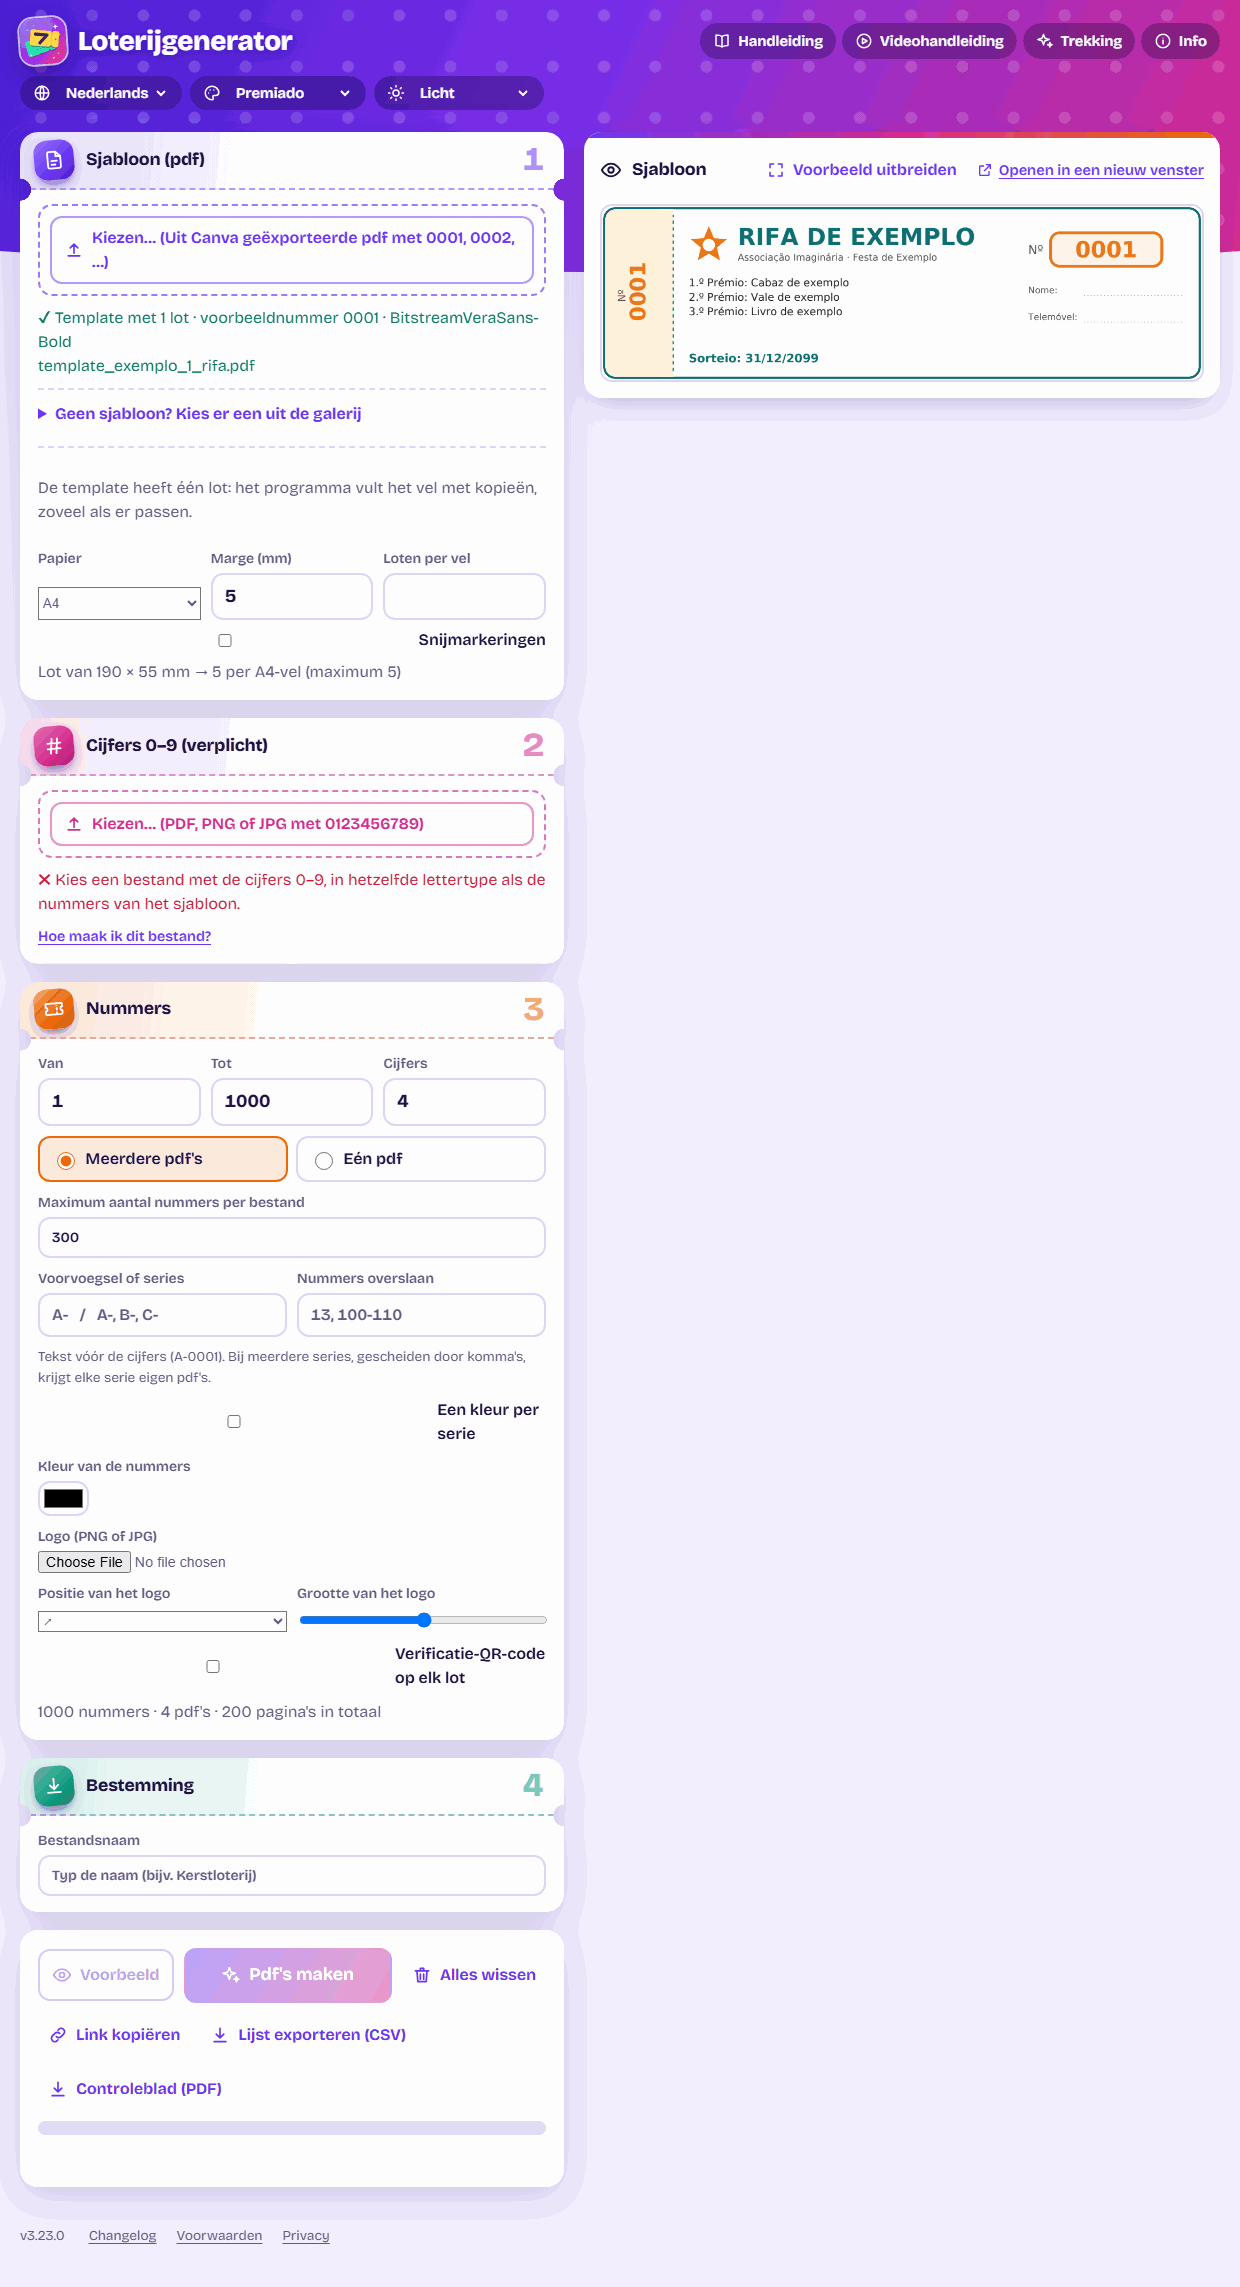 Loterijgenerator
Handleiding
Videohandleiding
Trekking
Info
Nederlands
Premiado
Licht
Sjabloon (pdf)
1
Kiezen... (Uit Canva geëxporteerde pdf met 0001, 0002,
...)
✓ Template met 1 lot · voorbeeldnummer 0001 · BitstreamVeraSans-
Bold
template_exemplo_1_rifa.pdf
Geen sjabloon? Kies er een uit de galerij
De template heeft één lot: het programma vult het vel met kopieën,
zoveel als er passen.
Papier
Marge (mm)
Loten per vel
A4
5
Snijmarkeringen
Lot van 190 × 55 mm → 5 per A4-vel (maximum 5)
Cijfers 0–9 (verplicht)
2
Kiezen... (PDF, PNG of JPG met 0123456789)
✕ Kies een bestand met de cijfers 0–9, in hetzelfde lettertype als de
nummers van het sjabloon.
Hoe maak ik dit bestand?
Nummers
3
Van
Tot
Cijfers
1
1000
4
Meerdere pdf's
Eén pdf
Maximum aantal nummers per bestand
300
Voorvoegsel of series
Nummers overslaan
A- / A-, B-, C-
13, 100-110
Tekst vóór de cijfers (A-0001). Bij meerdere series, gescheiden door komma's,
krijgt elke serie eigen pdf's.
Een kleur per
serie
Kleur van de nummers
Logo (PNG of JPG)
Choose File No file chosen
Positie van het logo
Grootte van het logo
↗
Verificatie-QR-code
op elk lot
1000 nummers · 4 pdf's · 200 pagina's in totaal
Bestemming
4
Bestandsnaam
Typ de naam (bijv. Kerstloterij)
Voorbeeld
Pdf's maken
Alles wissen
Link kopiëren
Lijst exporteren (CSV)
Controleblad (PDF)
v3.23.0
Changelog
Voorwaarden
Privacy
Sjabloon
Voorbeeld uitbreiden
Openen in een nieuw venster
Nº
0001
RIFA DE EXEMPLO
Associação Imaginária · Festa de Exemplo
1.º Prémio: Cabaz de exemplo
2.º Prémio: Vale de exemplo
3.º Prémio: Livro de exemplo
Sorteio: 31/12/2099
Nº 0001
Nome:
Telemóvel: